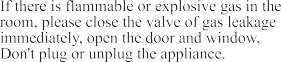 If there is flammable or explosive gas in the
room, please close the valve of gas leakage
immediately, open the door and window,
Don't plug or unplug the appliance.